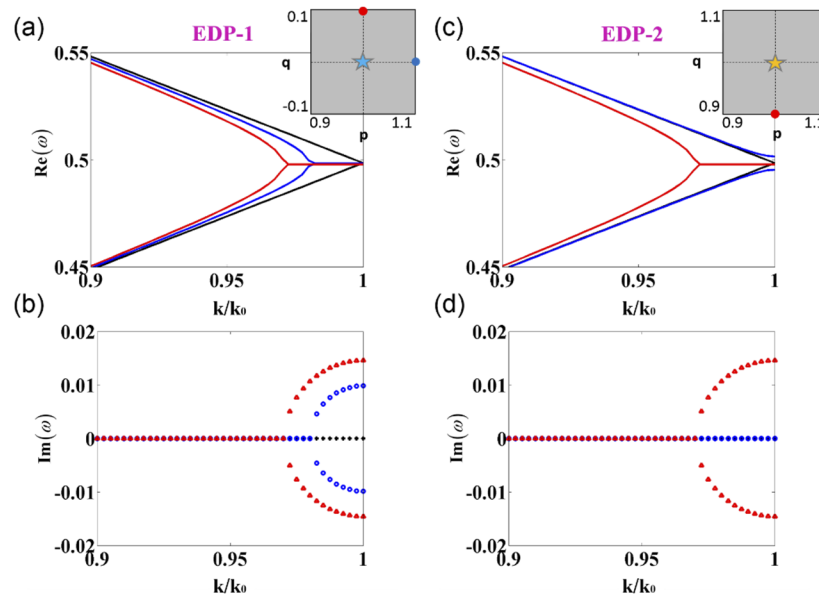 (a)
EDP-1
0.1
q
-0.1
0.9
1.1
p
0.55
0.5
0.45
Re(ω)
0.9
0.95
1
k/k₀
(c)
EDP-2
1.1
q
0.9
0.9
1.1
p
0.55
0.5
0.45
Re(ω)
0.9
0.95
1
k/k₀
(b)
0.02
0.01
0
-0.01
-0.02
Im(ω)
0.9
0.95
1
k/k₀
(d)
0.02
0.01
0
-0.01
-0.02
Im(ω)
0.9
0.95
1
k/k₀